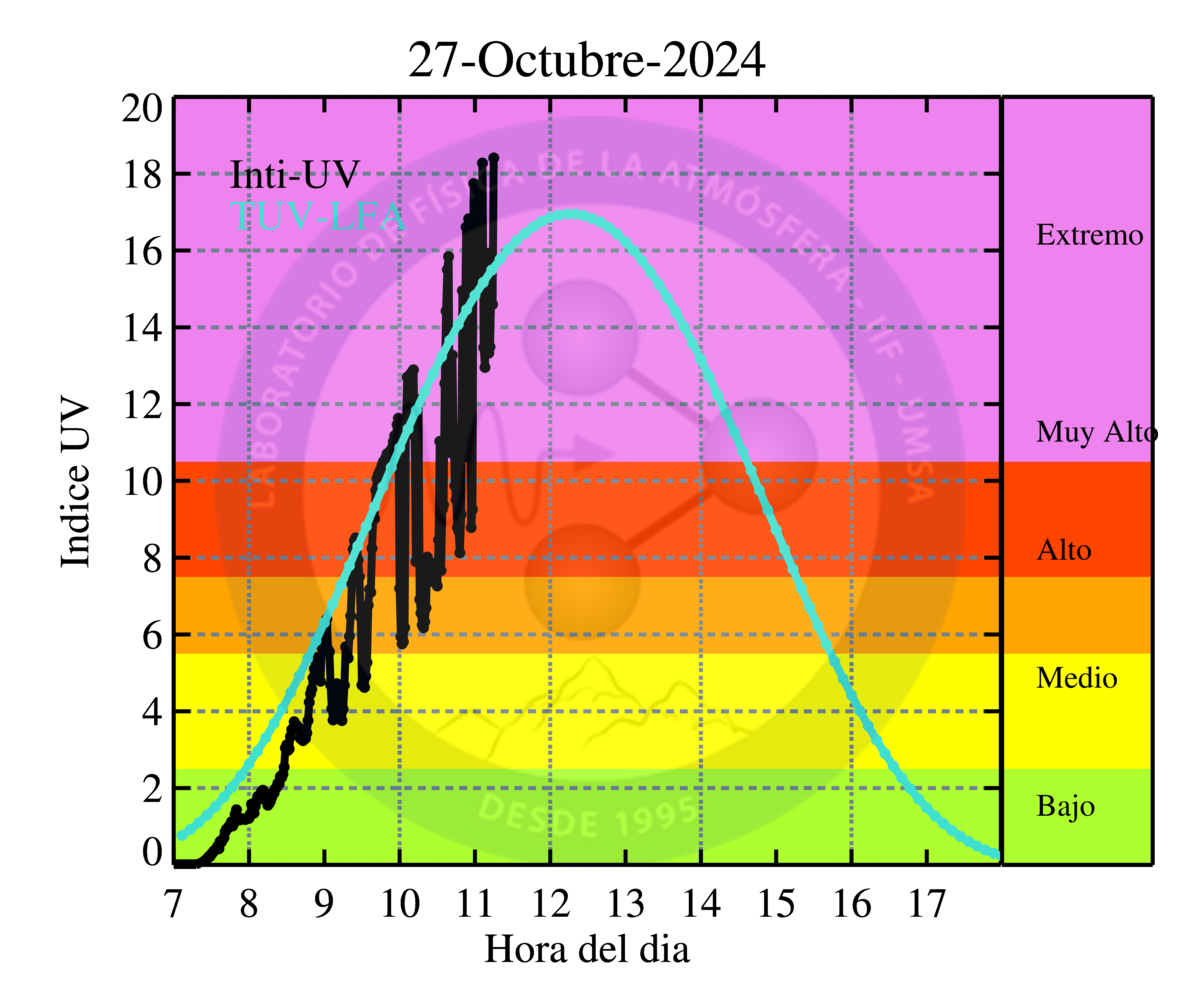 27-Octubre-2024
Indice UV
20
18
16
14
12
10
8
6
4
2
0
Inti-UV
TUV-LFA
LABORATORIO DE FÍSICA DE LA ATMÓSFERA - IIF - UMSA
DESDE 1995
Extremo
Muy Alto
Alto
Medio
Bajo
7 8 9 10 11 12 13 14 15 16 17
Hora del dia